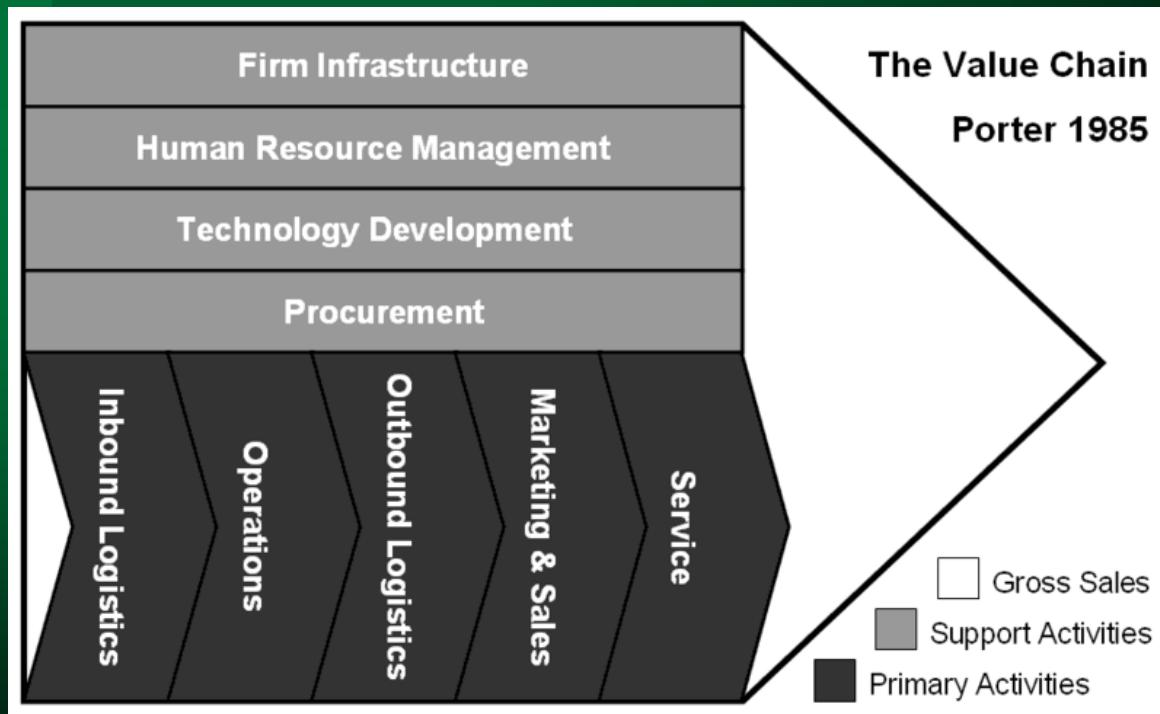 Firm Infrastructure
Human Resource Management
Technology Development
Procurement
Inbound Logistics
Operations
Outbound Logistics
Marketing & Sales
Service
The Value Chain
Porter 1985
Gross Sales
Support Activities
Primary Activities